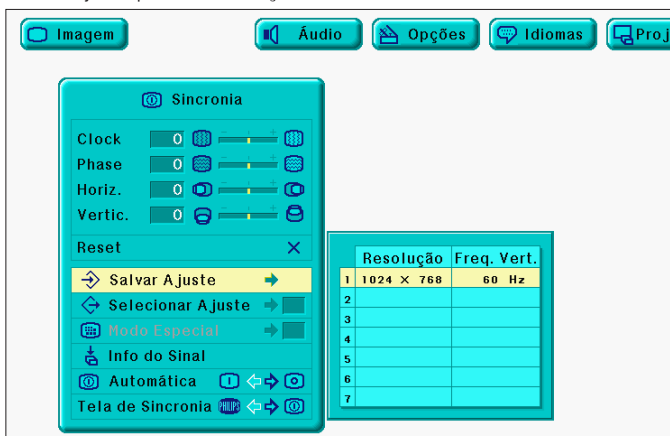 Imagem
Áudio
Opções
Idiomas
Proj
Sincronia
Clock 0 - +
Phase 0 - +
Horiz. 0 - +
Vertic. 0 - +
Reset
Salvar Ajuste
Selecionar Ajuste
Modo Especial
Info do Sinal
Automática
Tela de Sincronia PHILIPS
Resolução Freq. Vert.
1 1024 × 768 60 Hz
2
3
4
5
6
7